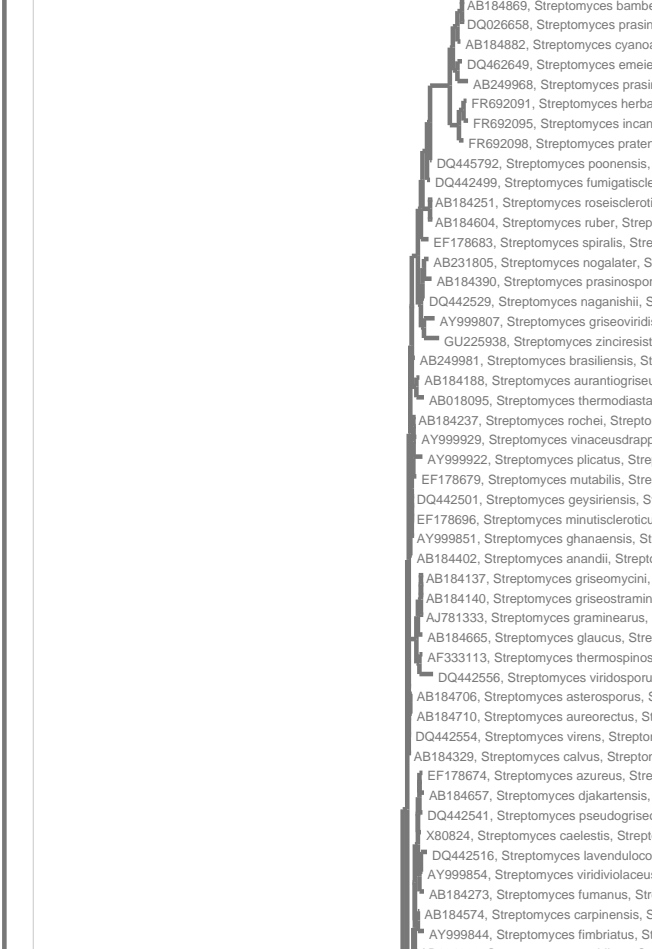 AB184869, Streptomyces bambe
DQ026658, Streptomyces prasin
AB184882, Streptomyces cyanoa
DQ462649, Streptomyces emeie
AB249968, Streptomyces prasi
FR692091, Streptomyces herba
FR692095, Streptomyces incan
FR692098, Streptomyces praten
DQ445792, Streptomyces poonensis,
DQ442499, Streptomyces fumigatiscle
AB184251, Streptomyces roseiscleroti
AB184604, Streptomyces ruber, Strep
EF178683, Streptomyces spiralis, Stre
AB231805, Streptomyces nogalater, S
AB184390, Streptomyces prasinospor
DQ442529, Streptomyces naganishii, S
AY999807, Streptomyces griseoviridis
GU225938, Streptomyces zinciresist
AB249981, Streptomyces brasiliensis, St
AB184188, Streptomyces aurantiogriseu
AB018095, Streptomyces thermodiasta
AB184237, Streptomyces rochei, Strepto
AY999929, Streptomyces vinaceusdrapp
AY999922, Streptomyces plicatus, Stre
EF178679, Streptomyces mutabilis, Stre
DQ442501, Streptomyces geysiriensis, S
EF178696, Streptomyces minutiscleroticu
AY999851, Streptomyces ghanaensis, St
AB184402, Streptomyces anandii, Strepto
AB184137, Streptomyces griseomycini,
AB184140, Streptomyces griseostramin
AJ781333, Streptomyces graminearus,
AB184665, Streptomyces glaucus, Stre
AF333113, Streptomyces thermospinos
DQ442556, Streptomyces viridosporu
AB184706, Streptomyces asterosporus, S
AB184710, Streptomyces aureorectus, St
DQ442554, Streptomyces virens, Strepto
AB184329, Streptomyces calvus, Strepto
EF178674, Streptomyces azureus, Stre
AB184657, Streptomyces djakartensis,
DQ442541, Streptomyces pseudogrise
X80824, Streptomyces caelestis, Strept
DQ442516, Streptomyces lavenduloco
AY999854, Streptomyces viridiviolaceus
AB184273, Streptomyces fumanus, Str
AB184574, Streptomyces carpinensis, S
AY999844, Streptomyces fimbriatus, St